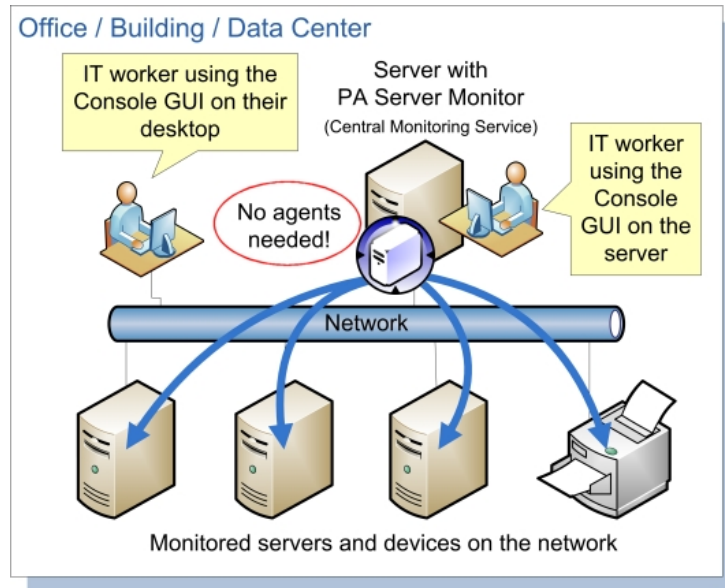 Office / Building / Data Center
IT worker using the
Console GUI on their
desktop
Server with
PA Server Monitor
(Central Monitoring Service)
IT worker
using the
Console
GUI on the
server
No agents
needed!
Network
Monitored servers and devices on the network